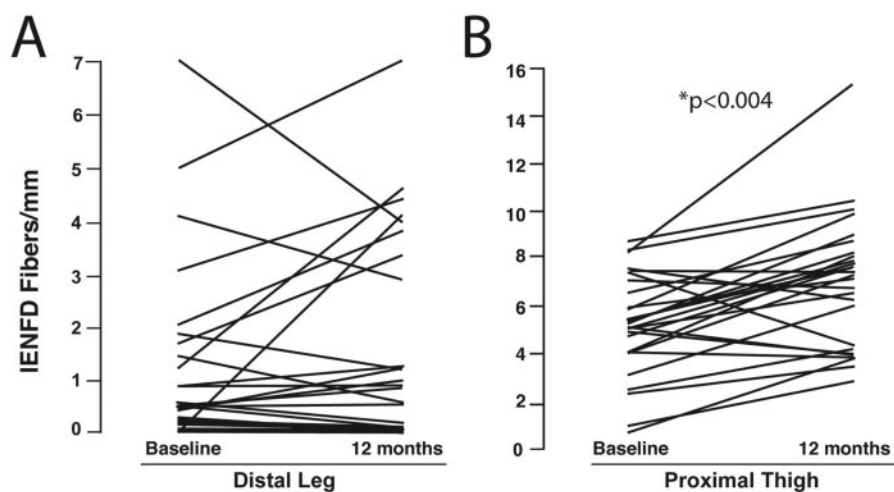 A
IENFD Fibers/mm
7
6
5
4
3
2
1
0
Baseline
12 months
Distal Leg
B
16
14
12
10
8
6
4
2
0
*p<0.004
Baseline
12 months
Proximal Thigh